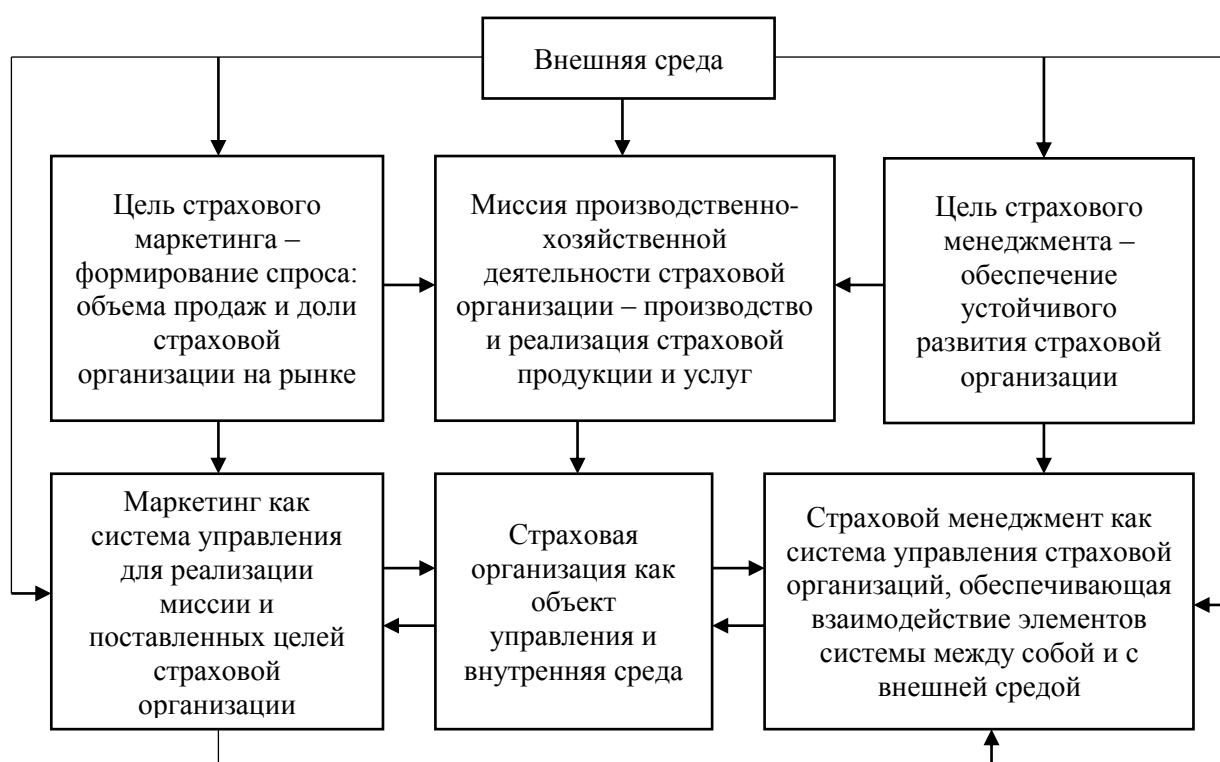 Внешняя среда
Цель страхового
маркетинга –
формирование спроса:
объема продаж и доли
страховой
организации на рынке
Миссия производственно-
хозяйственной
деятельности страховой
организации – производство
и реализация страховой
продукции и услуг
Цель страхового
менеджмента –
обеспечение
устойчивого
развития страховой
организации
Маркетинг как
система управления
для реализации
миссии и
поставленных целей
страховой
организации
Страховая
организация как
объект
управления и
внутренняя среда
Страховой менеджмент как
система управления страховой
организаций, обеспечивающая
взаимодействие элементов
системы между собой и с
внешней средой